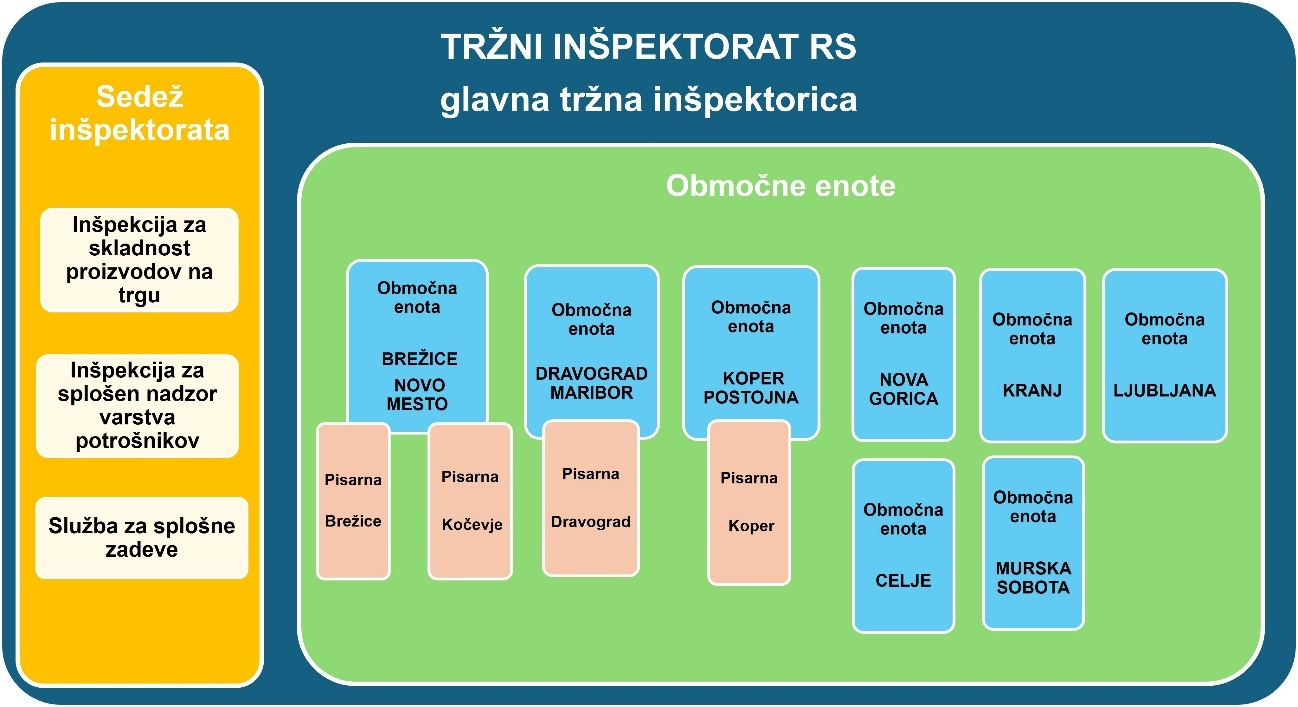 TRŽNI INŠPEKTORAT RS
glavna tržna inšpektorica
Sedež
inšpektorata
Inšpekcija za
skladnost
proizvodov na
trgu
Inšpekcija za
splošen nadzor
varstva
potrošnikov
Služba za splošne
zadeve
Območne enote
Območna
enota
BREŽICE
NOVO
MESTO
Pisarna
Brežice
Pisarna
Kočevje
Območna
enota
DRAVOGRAD
MARIBOR
Pisarna
Dravograd
Območna
enota
KOPER
POSTOJNA
Pisarna
Koper
Območna
enota
NOVA
GORICA
Območna
enota
KRANJ
Območna
enota
LJUBLJANA
Območna
enota
CELJE
Območna
enota
MURSKA
SOBOTA